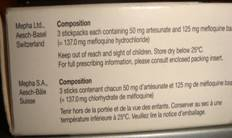 Mepha Ltd.,
Aesch-Basel
Switzerland
Composition
3 stickpacks each containing 50 mg artesunate and 125 mg mefloquine
(= 137.0 mg mefloquine hydrochloride)
Keep out of reach and sight of children. Store dry below 25°C.
For full prescribing information, please consult enclosed packing insert.
Mepha S.A.,
Aesch-Bâle
Suisse
Composition
3 sticks contenant chacun 50 mg d'artésunate et 125 mg de méfloquine
(= 137.0 mg chlorhydrate de méfloquine)
Tenir hors de la portée et de la vue des enfants. Conserver au sec à une
température inférieure à 25°C. Veuillez lire la notice d'emballage.